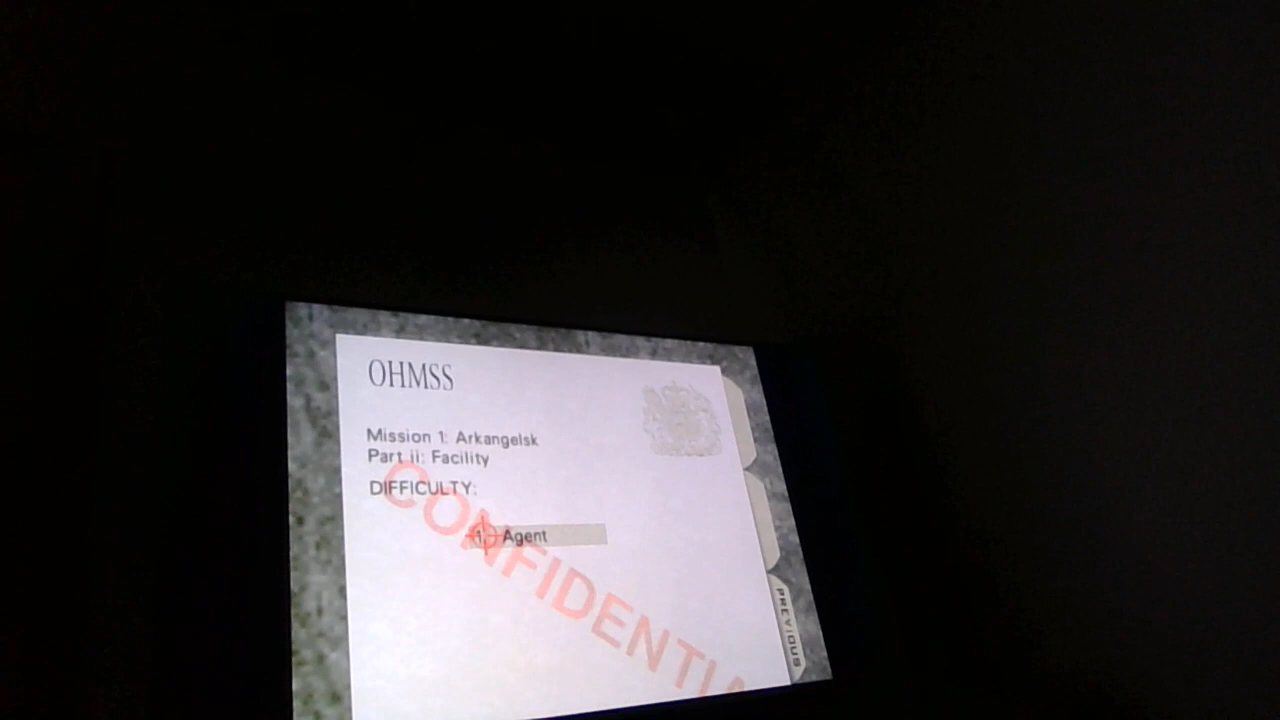 OHMSS
Mission 1: Arkangelsk
Part ii: Facility
DIFFICULTY:
1. Agent
CONFIDENTIA
PREVIOUS